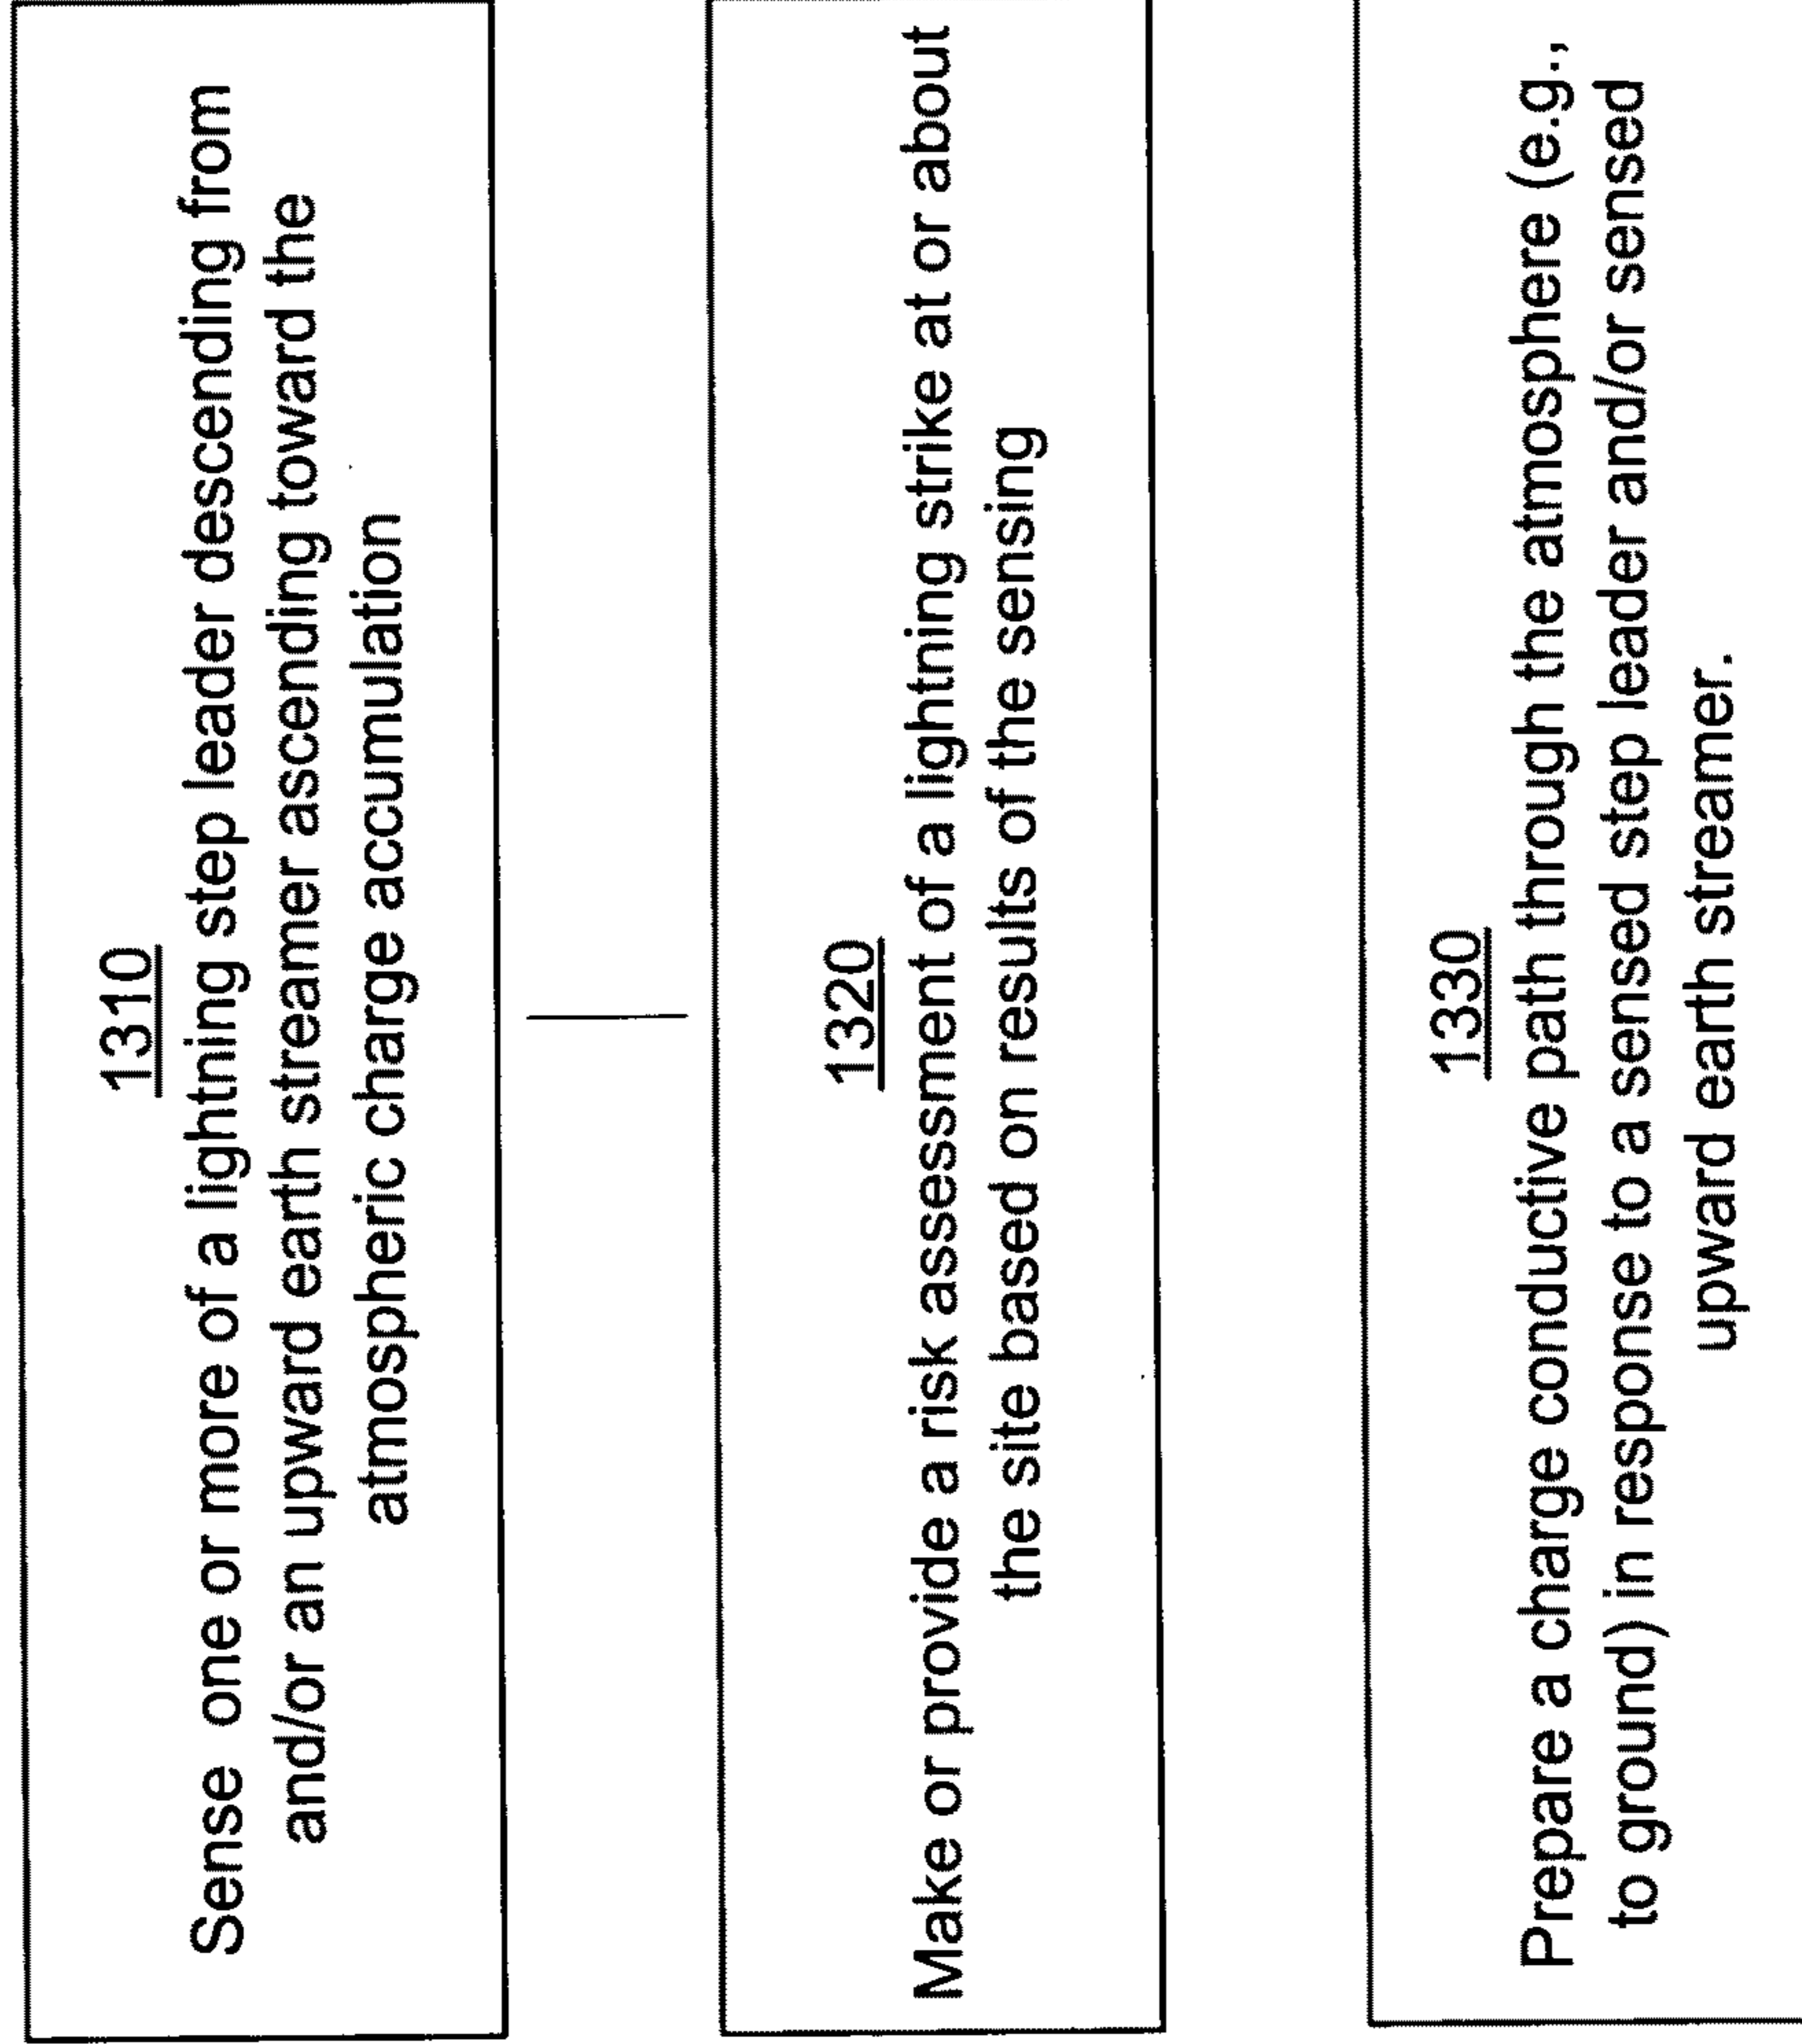 1310
Sense one or more of a lightning step leader descending from
and/or an upward earth streamer ascending toward the
atmospheric charge accumulation
1320
Make or provide a risk assessment of a lightning strike at or about
the site based on results of the sensing
1330
Prepare a charge conductive path through the atmosphere (e.g.,
to ground) in response to a sensed step leader and/or sensed
upward earth streamer.